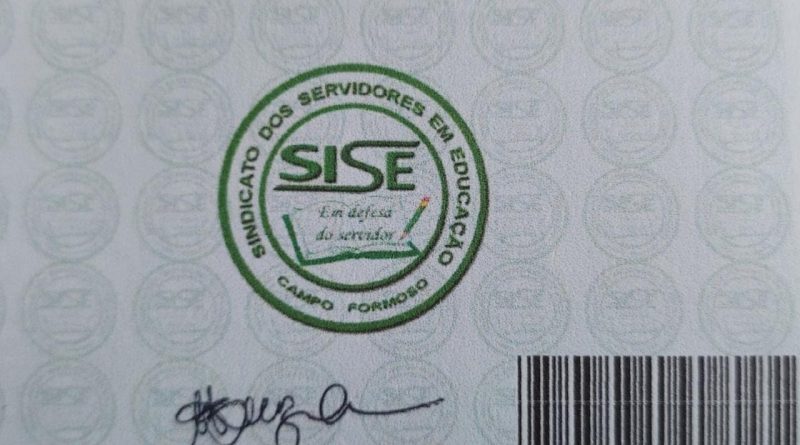 SINDICATO DOS SERVIDORES EM EDUCAÇÃO
SISE
Em defesa
do servidor
CAMPO FORMOSO